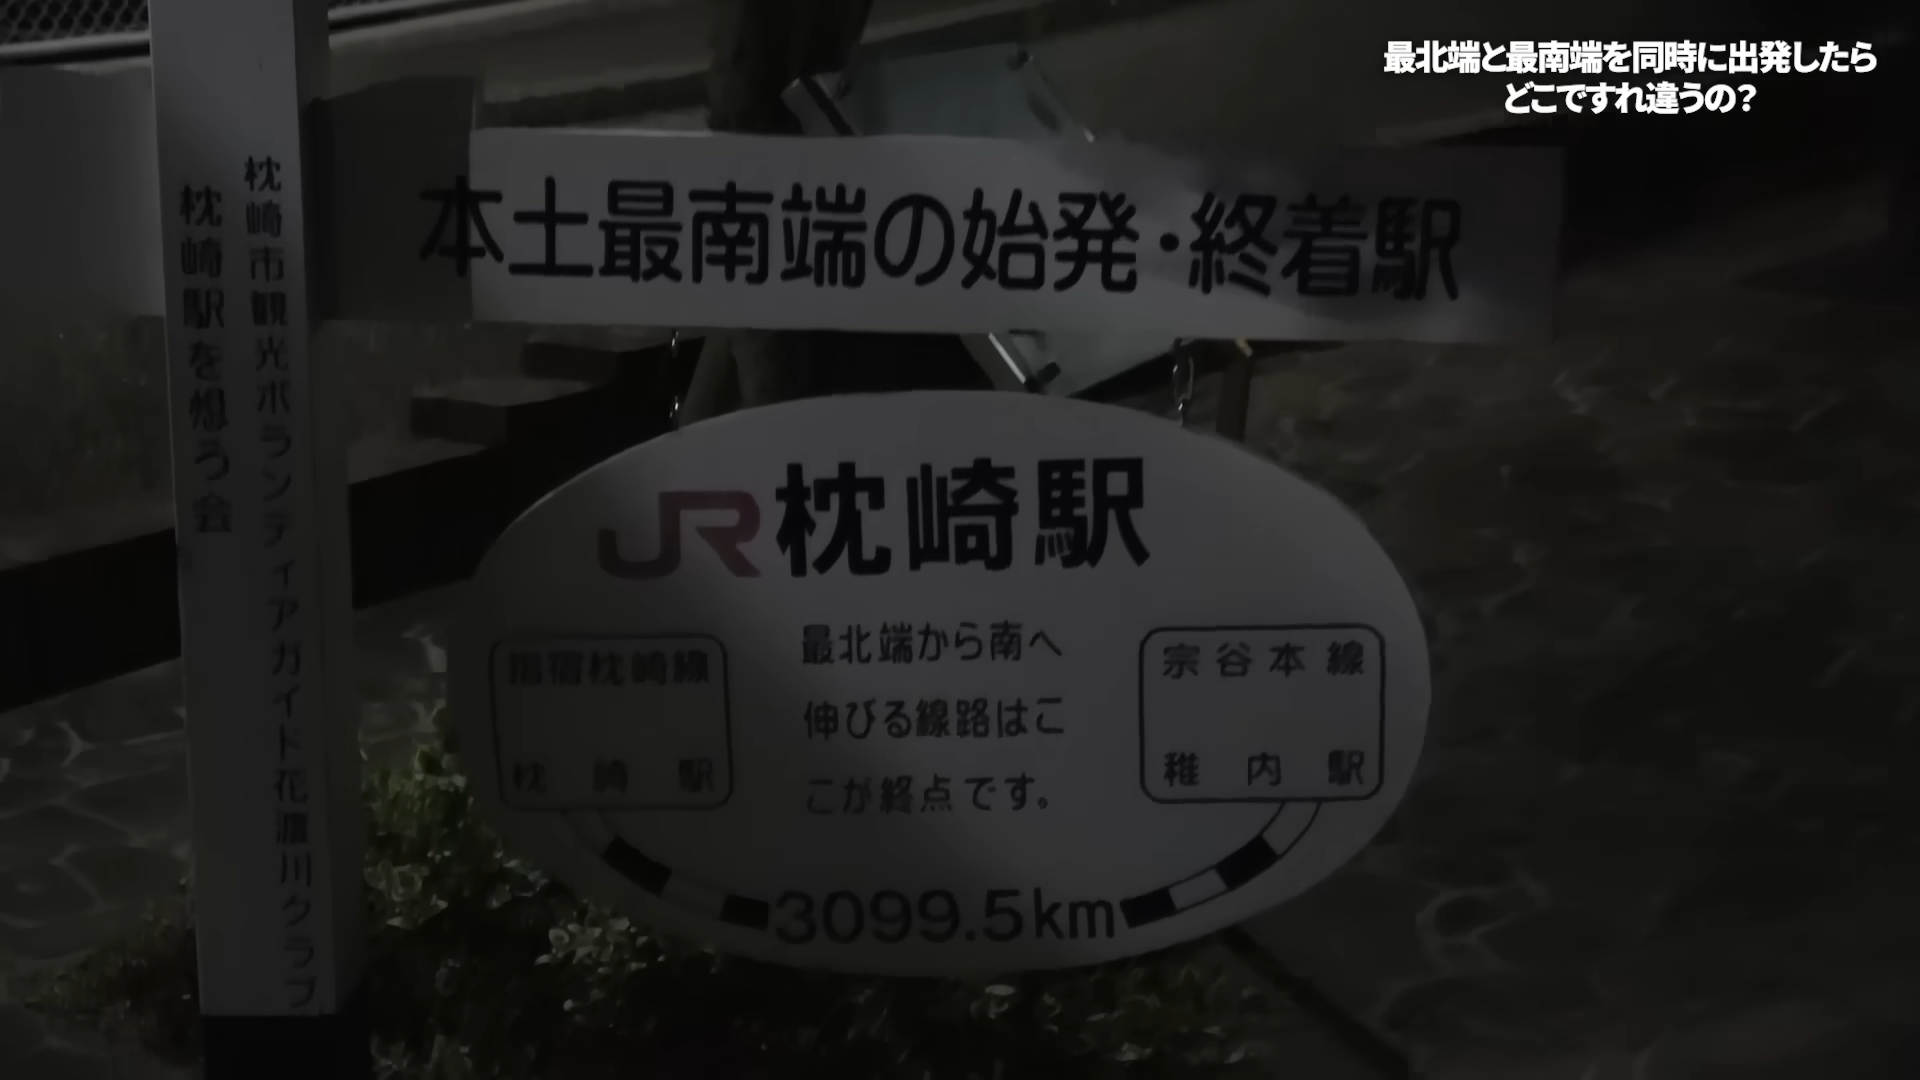 最北端と最南端を同時に出発したら
どこですれ違うの？
本土最南端の始発・終着駅
枕崎市観光ボランティアガイド花渡川クラブ
枕崎駅を想う会
JR枕崎駅
最北端から南へ
伸びる線路はこ
こが終点です。
指宿枕崎線
枕崎駅
宗谷本線
稚内駅
3099.5km